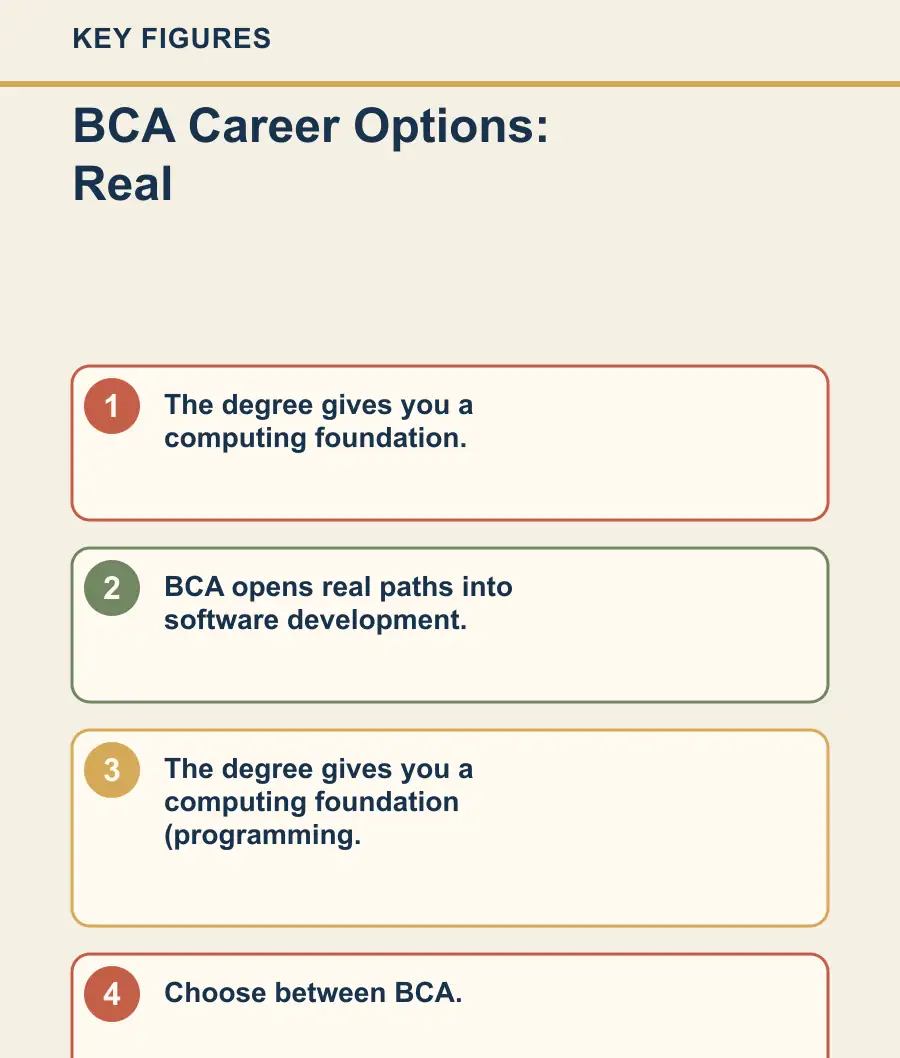 KEY FIGURES
BCA Career Options:
Real
1
The degree gives you a
computing foundation.
2
BCA opens real paths into
software development.
3
The degree gives you a
computing foundation
(programming.
4
Choose between BCA.